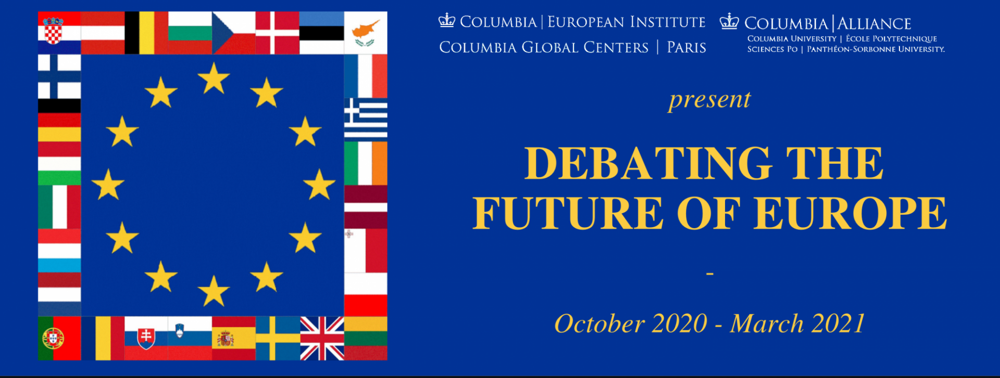 COLUMBIA | EUROPEAN INSTITUTE
COLUMBIA GLOBAL CENTERS | PARIS
COLUMBIA | ALLIANCE
COLUMBIA UNIVERSITY | ÉCOLE POLYTECHNIQUE
SCIENCES PO | PANTHÉON-SORBONNE UNIVERSITY.
present
DEBATING THE
FUTURE OF EUROPE
-
October 2020 - March 2021